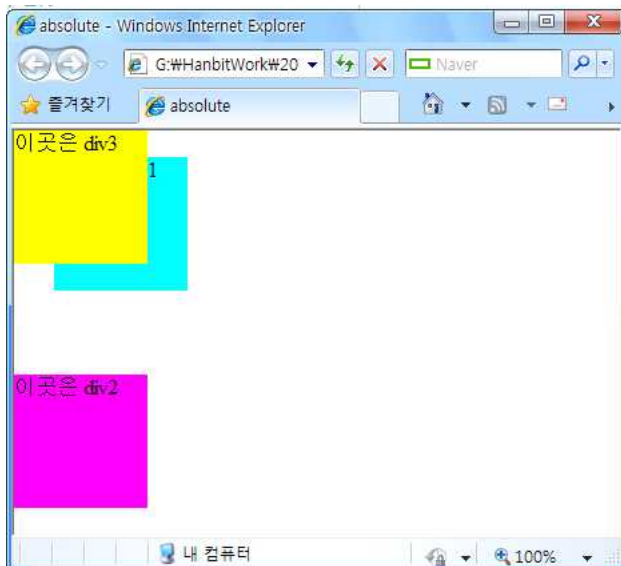 absolute - Windows Internet Explorer
G:₩HanbitWork₩20
Naver
즐겨찾기
absolute
이곳은 div3
1
이곳은 div2
내 컴퓨터
100%